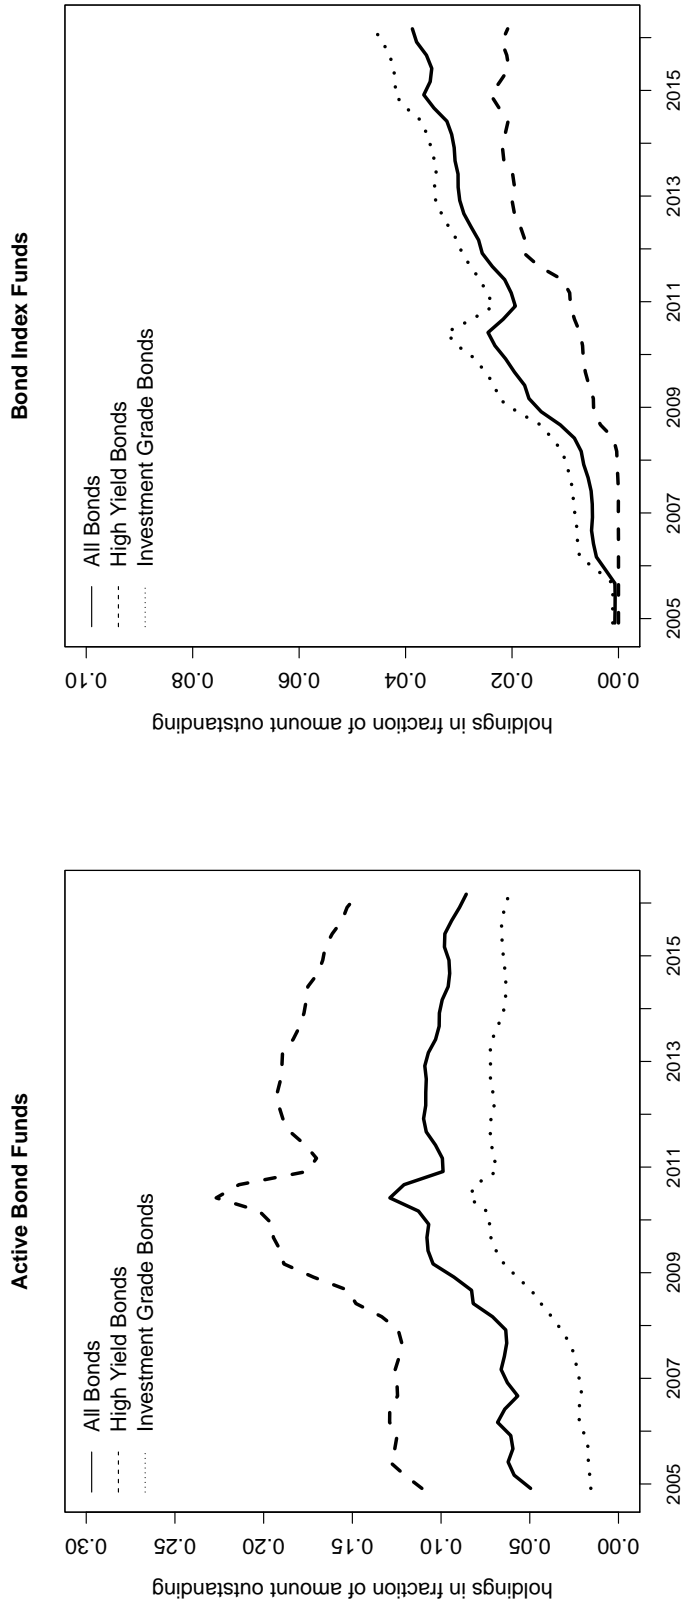 Active Bond Funds
All Bonds
High Yield Bonds
Investment Grade Bonds
holdings in fraction of amount outstanding
0.30
0.25
0.20
0.15
0.10
0.05
0.00
2005
2007
2009
2011
2013
2015
Bond Index Funds
All Bonds
High Yield Bonds
Investment Grade Bonds
holdings in fraction of amount outstanding
0.10
0.08
0.06
0.04
0.02
0.00
2005
2007
2009
2011
2013
2015